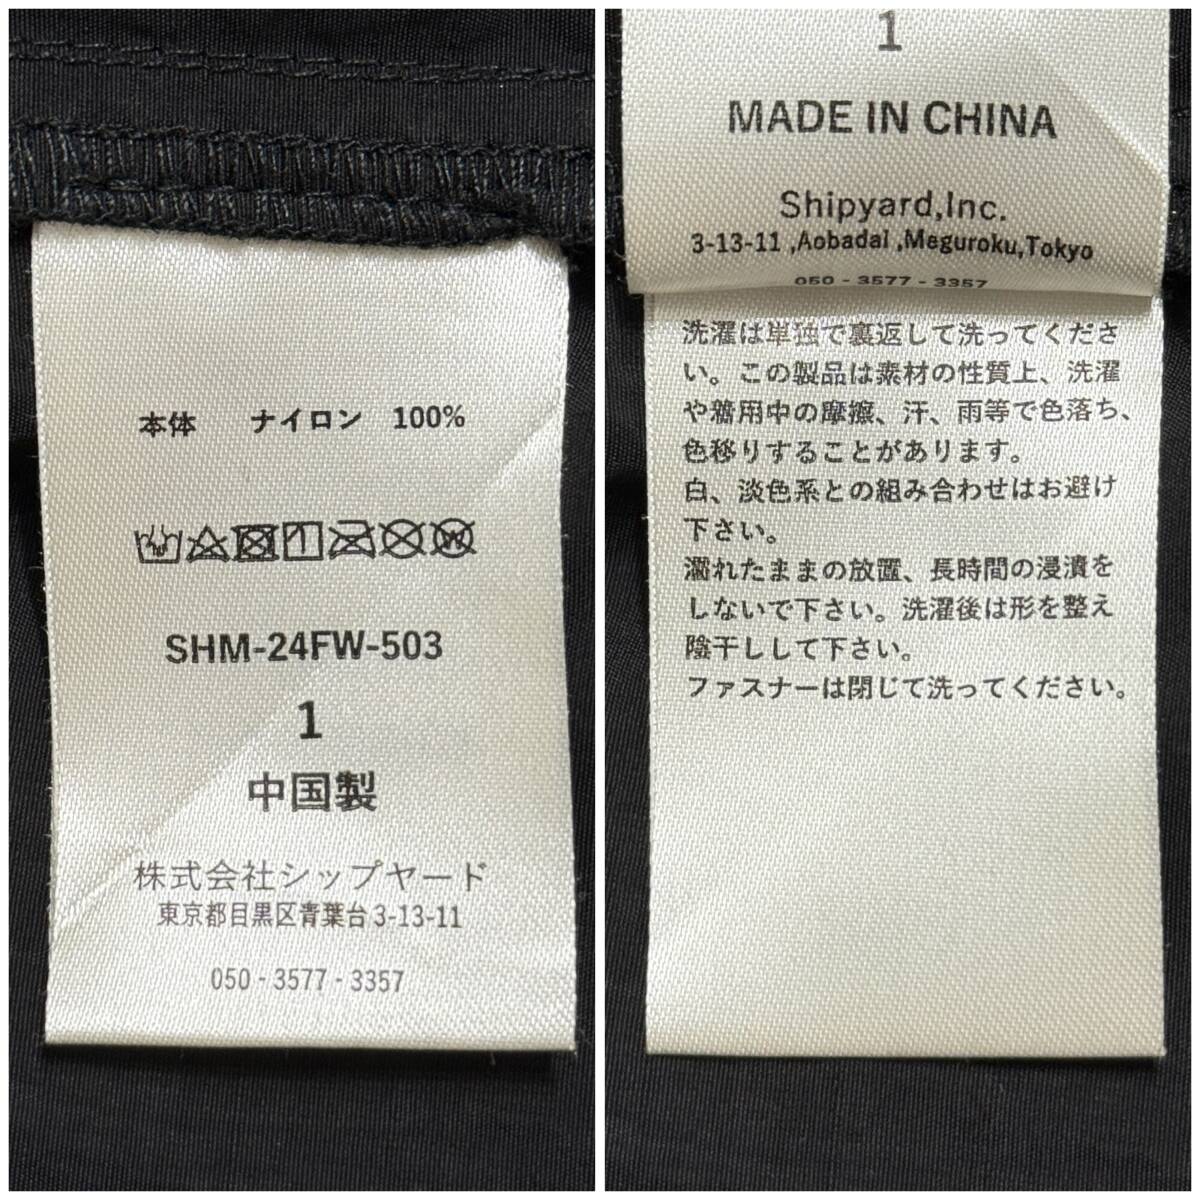 本体 ナイロン 100%
SHM-24FW-503
1
中国製
株式会社シップヤード
東京都目黒区青葉台3-13-11
050 - 3577 - 3357
1
MADE IN CHINA
Shipyard,Inc.
3-13-11 ,Aobadai ,Meguroku,Tokyo
050 - 3577 - 3357
洗濯は単独で裏返して洗ってくださ
い。この製品は素材の性質上、洗濯
や着用中の摩擦、汗、雨等で色落ち、
色移りすることがあります。
白、淡色系との組み合わせはお避け
下さい。
濡れたままの放置、長時間の浸漬を
しないで下さい。洗濯後は形を整え
陰干しして下さい。
ファスナーは閉じて洗ってください。